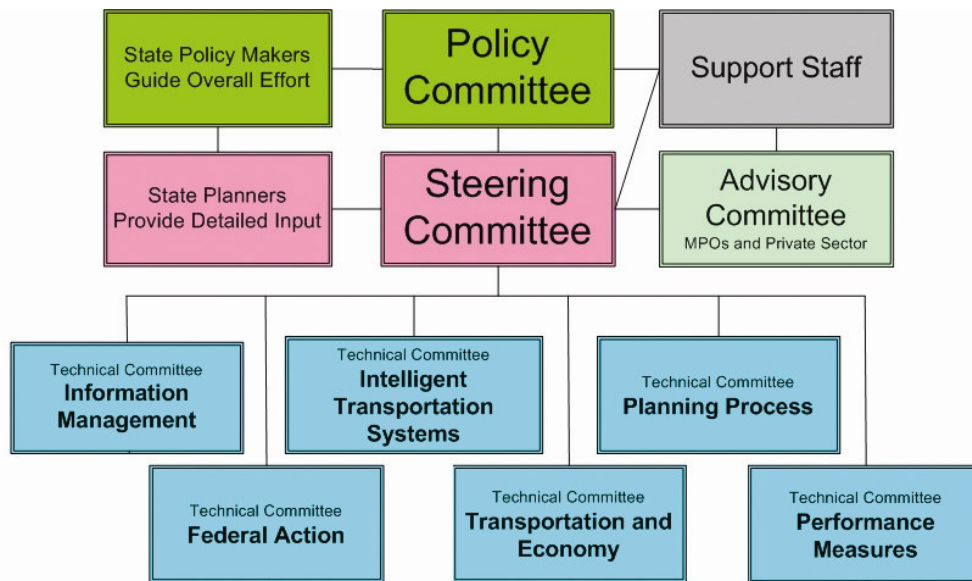 State Policy Makers
Guide Overall Effort
Policy
Committee
Support Staff
State Planners
Provide Detailed Input
Steering
Committee
Advisory
Committee
MPOs and Private Sector
Technical Committee
Information
Management
Technical Committee
Intelligent
Transportation
Systems
Technical Committee
Planning Process
Technical Committee
Federal Action
Technical Committee
Transportation and
Economy
Technical Committee
Performance
Measures